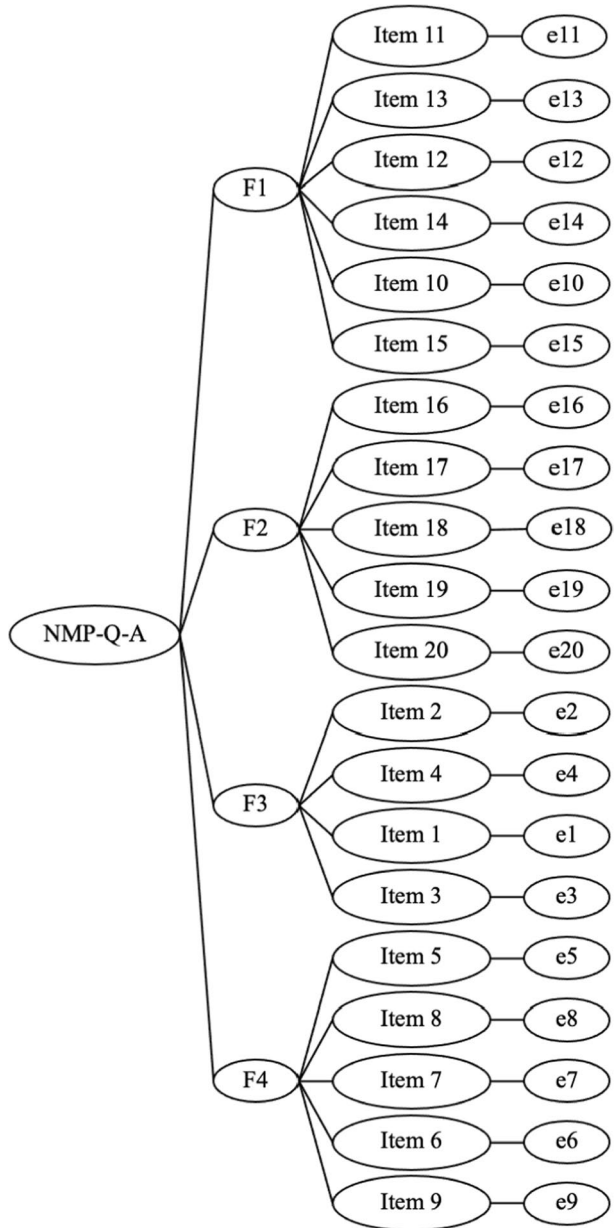 Item 11 e11
Item 13 e13
F1
Item 12 e12
Item 14 e14
Item 10 e10
Item 15 e15
Item 16 e16
Item 17 e17
F2
Item 18 e18
Item 19 e19
NMP-Q-A
Item 20 e20
Item 2 e2
Item 4 e4
F3
Item 1 e1
Item 3 e3
Item 5 e5
Item 8 e8
F4
Item 7 e7
Item 6 e6
Item 9 e9